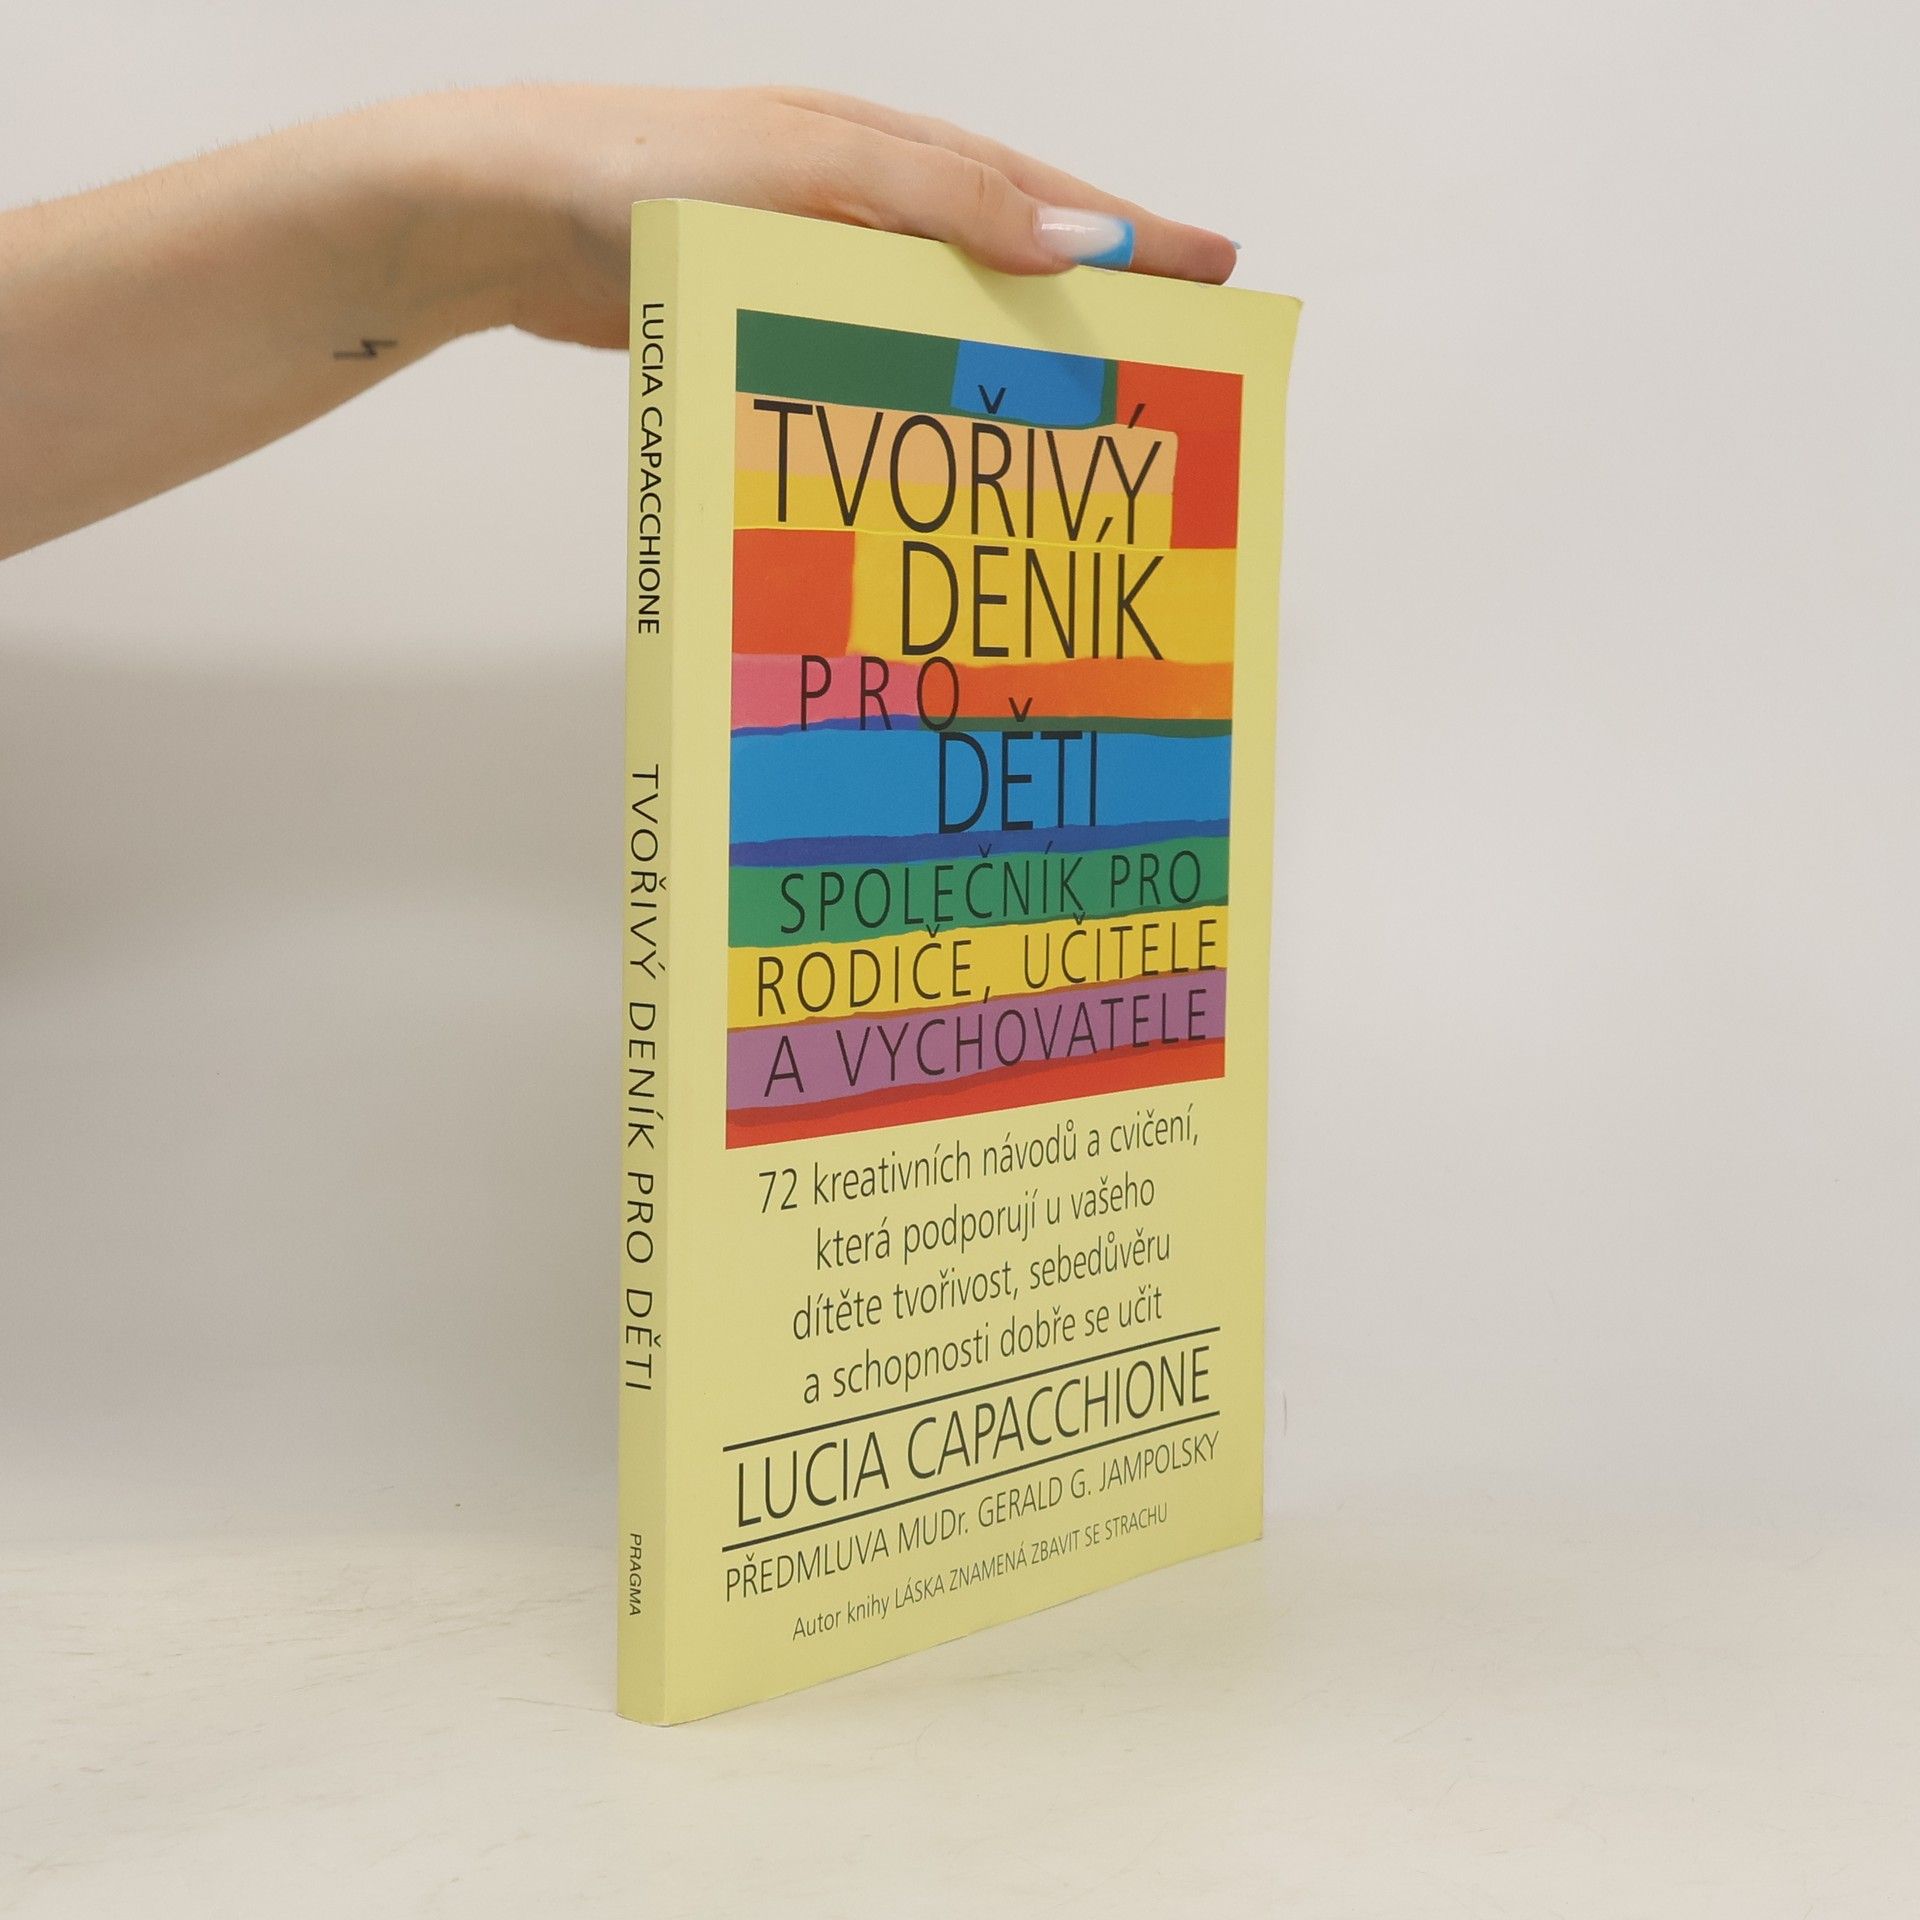 LUCIA CAPACCHIONE
TVOŘIVÝ DENÍK PRO DĚTI
PRAGMA
TVOŘIVÝ
DENÍK
PRO
DĚTI
SPOLEČNÍK PRO
RODIČE, UČITELE
A VYCHOVATELE
72 kreativních návodů a cvičení,
která podporují u vašeho
dítěte tvořivost, sebedůvěru
a schopnosti dobře se učit
LUCIA CAPACCHIONE
PŘEDMLUVA MUDr. GERALD G. JAMPOLSKY
Autor knihy LÁSKA ZNAMENÁ ZBAVIT SE STRACHU